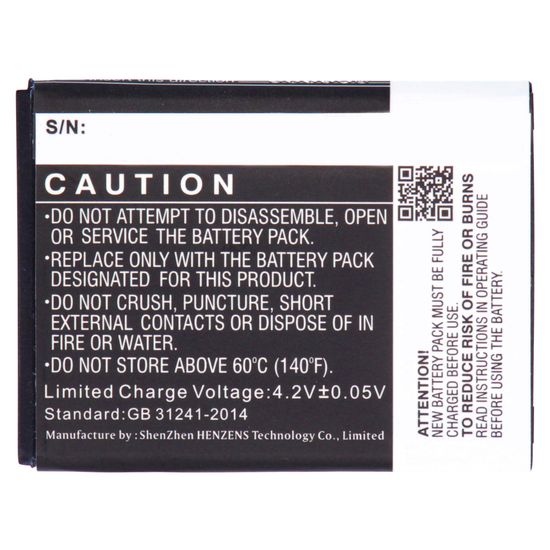 S/N:
CAUTION
•DO NOT ATTEMPT TO DISASSEMBLE, OPEN
OR SERVICE THE BATTERY PACK.
•REPLACE ONLY WITH THE BATTERY PACK
DESIGNATED FOR THIS PRODUCT.
•DO NOT CRUSH, PUNCTURE, SHORT
EXTERNAL CONTACTS OR DISPOSE OF IN
FIRE OR WATER.
•DO NOT STORE ABOVE 60°C (140°F).
Limited Charge Voltage:4.2V±0.05V
Standard:GB 31241-2014
Manufacture by:ShenZhen HENZENS Technology Co., Limited
ATTENTION!
NEW BATTERY PACK MUST BE FULLY
CHARGED BEFORE USE.
TO REDUCE RISK OF FIRE OR BURNS
READ INSTRUCTIONS IN OPERATING GUIDE
BEFORE USING THE BATTERY.